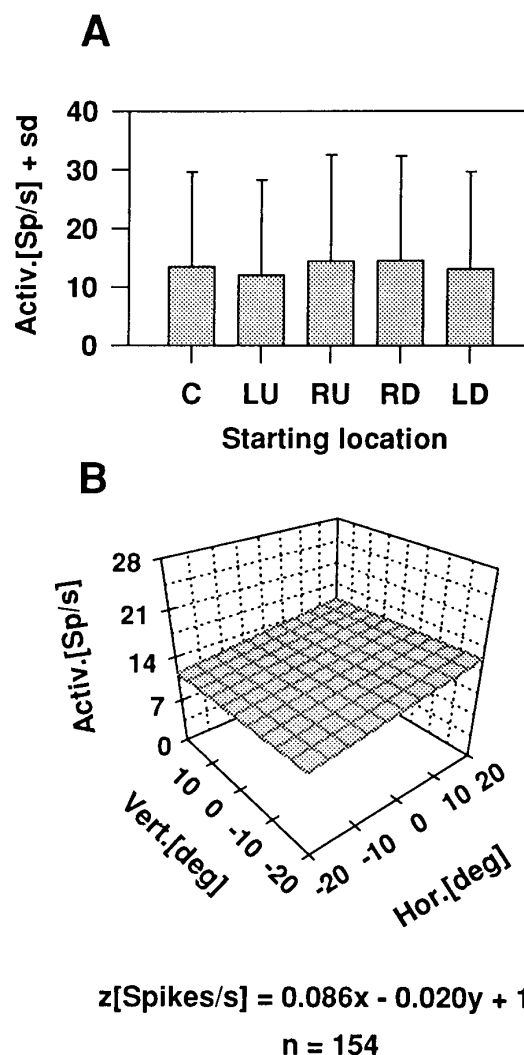 A
Activ.[Sp/s] + sd
40
30
20
10
0
C LU RU RD LD
Starting location
B
Activ.[Sp/s]
28
21
14
7
0
10 0 -10 -20
Vert.[deg]
-20 -10 0 10 20
Hor.[deg]
z[Spikes/s] = 0.086x - 0.020y + 1
n = 154